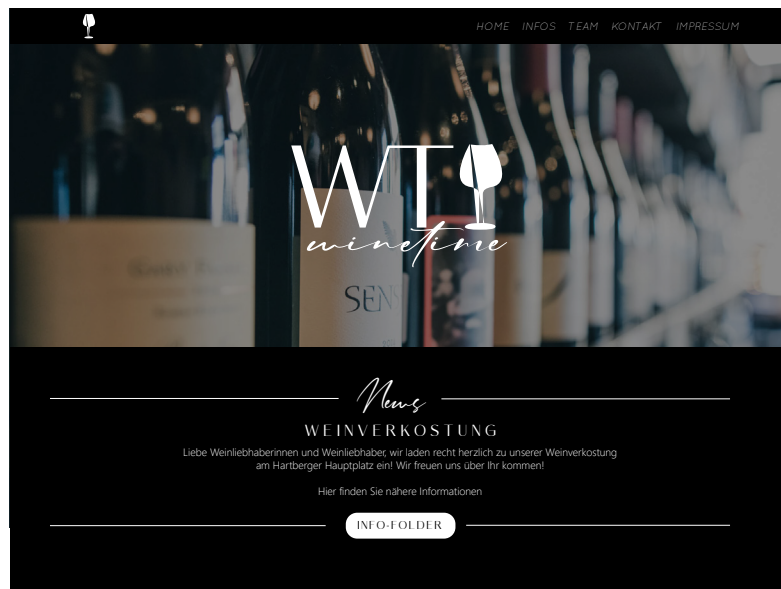 HOME INFOS TEAM KONTAKT IMPRESSUM
WT
winetime
SENS
News
WEINVERKOSTUNG
Liebe Weinliebhaberinnen und Weinliebhaber, wir laden recht herzlich zu unserer Weinverkostung
am Hartberger Hauptplatz ein! Wir freuen uns über Ihr kommen!
Hier finden Sie nähere Informationen
INFO-FOLDER